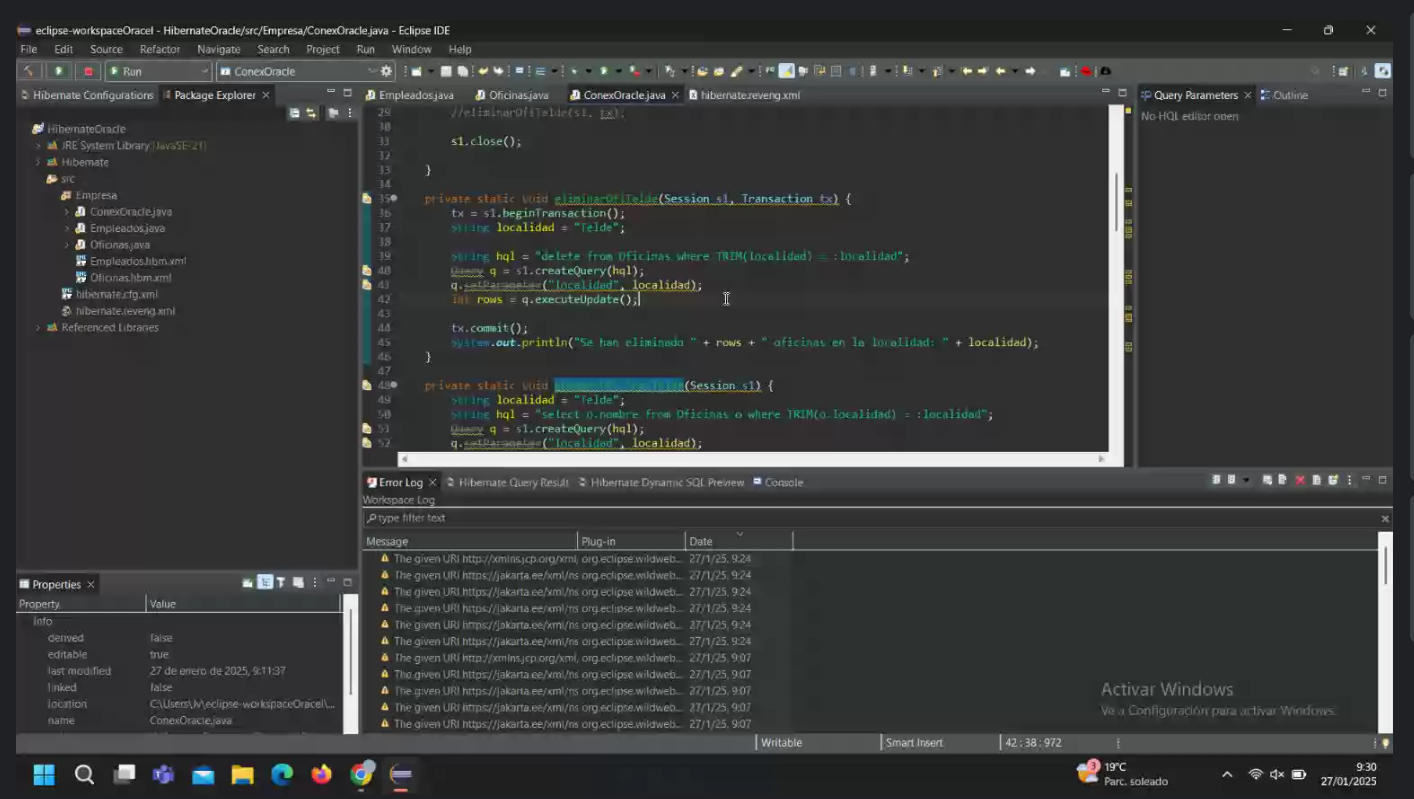 eclipse-workspaceOracel - HibernateOracle/src/Empresa/ConexOracle.java - Eclipse IDE
File Edit Source Refactor Navigate Search Project Run Window Help
Run ConexOracle
Hibernate Configurations Package Explorer
HibernateOracle
JRE System Library [JavaSE-21]
Hibernate
src
Empresa
ConexOracle.java
Empleados.java
Oficinas.java
Empleados.hbm.xml
Oficinas.hbm.xml
hibernate.cfg.xml
hibernate.reveng.xml
Referenced Libraries
Empleados.java Oficinas.java ConexOracle.java hibernate.reveng.xml
29 //eliminarOfiTelde(s1, tx);
30
31 s1.close();
32
33 }
34
35 private static void eliminarOfiTelde(Session s1, Transaction tx) {
36 tx = s1.beginTransaction();
37 String localidad = "Telde";
38
39 String hql = "delete from Oficinas where TRIM(localidad) = :localidad";
40 Query q = s1.createQuery(hql);
41 q.setParameter("localidad", localidad);
42 int rows = q.executeUpdate();
43
44 tx.commit();
45 System.out.println("Se han eliminado " + rows + " oficinas en la localidad: " + localidad);
46 }
47
48 private static void (Session s1) {
49 String localidad = "Telde";
50 String hql = "select o.nombre from Oficinas o where TRIM(o.localidad) = :localidad";
51 Query q = s1.createQuery(hql);
52 q.setParameter("localidad", localidad);
Query Parameters Outline
No HQL editor open
Error Log Hibernate Query Result Hibernate Dynamic SQL Preview Console
Workspace Log
type filter text
Message Plug-in Date
The given URI http://xmlns.jcp.org/xml, org.eclipse.wildweb... 27/1/25, 9:24
The given URI https://jakarta.ee/xml/ns org.eclipse.wildweb... 27/1/25, 9:24
The given URI https://jakarta.ee/xml/ns org.eclipse.wildweb... 27/1/25, 9:24
The given URI https://jakarta.ee/xml/ns org.eclipse.wildweb... 27/1/25, 9:24
The given URI https://jakarta.ee/xml/ns org.eclipse.wildweb... 27/1/25, 9:24
The given URI https://jakarta.ee/xml/ns org.eclipse.wildweb... 27/1/25, 9:24
The given URI http://xmlns.jcp.org/xml, org.eclipse.wildweb... 27/1/25, 9:07
The given URI https://jakarta.ee/xml/ns org.eclipse.wildweb... 27/1/25, 9:07
The given URI https://jakarta.ee/xml/ns org.eclipse.wildweb... 27/1/25, 9:07
The given URI https://jakarta.ee/xml/ns org.eclipse.wildweb... 27/1/25, 9:07
The given URI https://jakarta.ee/xml/ns org.eclipse.wildweb... 27/1/25, 9:07
Properties
Property Value
Info
derived false
editable true
last modified 27 de enero de 2025, 9:11:37
linked false
location C:\Users\lv\eclipse-workspaceOracel\...
name ConexOracle.java
Activar Windows
Ve a Configuración para activar Windows.
Writable Smart Insert 42 : 38 : 972
3 19°C
Parc. soleado
9:30
27/01/2025